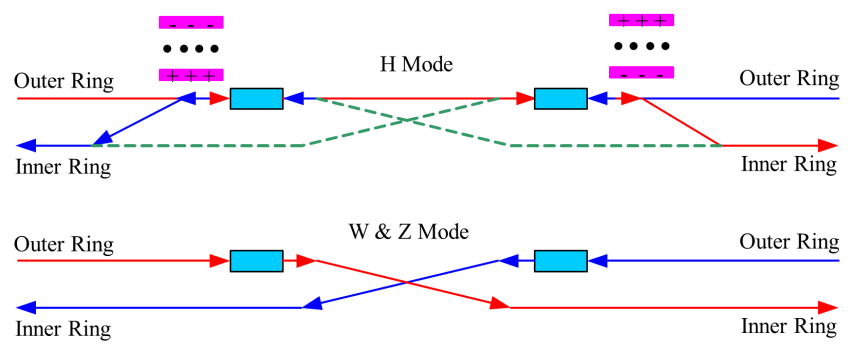 - - -
+ + +
+ + +
- - -
H Mode
Outer Ring
Outer Ring
Inner Ring
Inner Ring
W & Z Mode
Outer Ring
Outer Ring
Inner Ring
Inner Ring